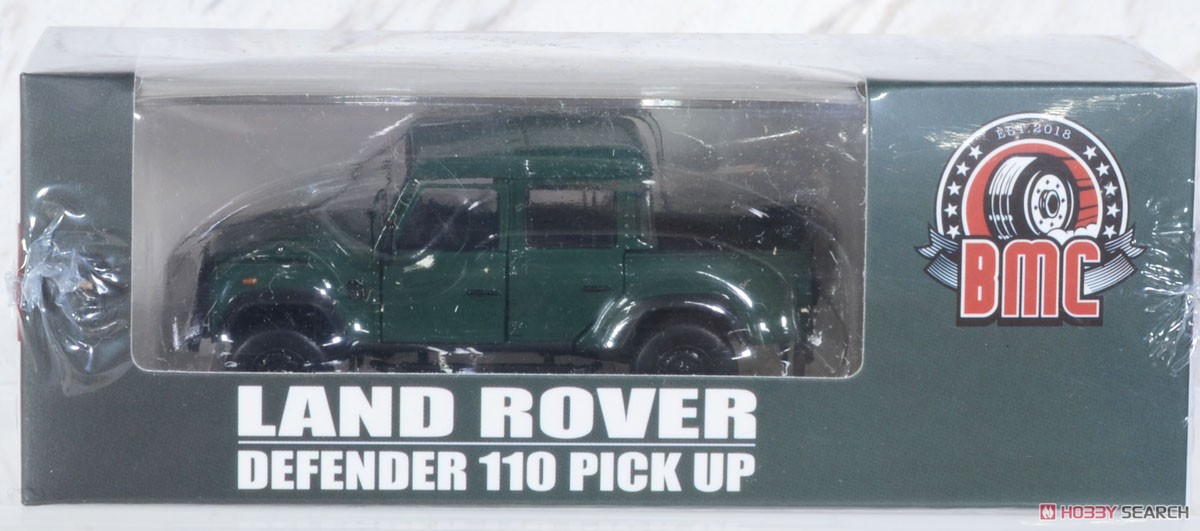 EST.2018
BMC
LAND ROVER
DEFENDER 110 PICK UP
HOBBY SEARCH